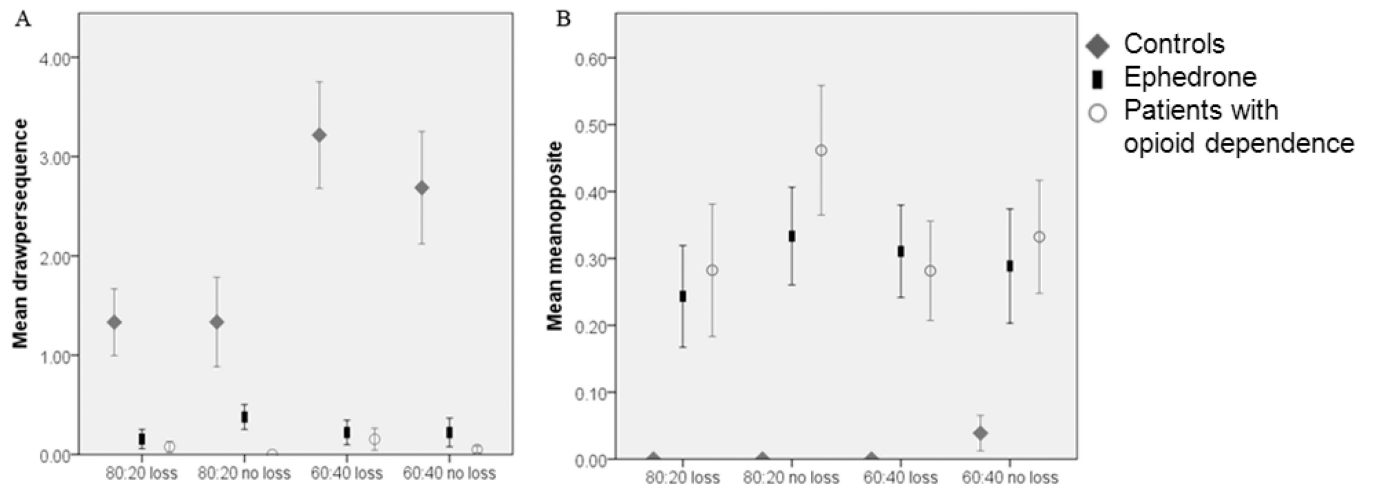 A
Mean drawpersequence
4.00
3.00
2.00
1.00
0.00
80:20 loss
80:20 no loss
60:40 loss
60:40 no loss
B
Mean meanopposite
0.60
0.50
0.40
0.30
0.20
0.10
0.00
80:20 loss
80:20 no loss
60:40 loss
60:40 no loss
Controls
Ephedrone
Patients with
opioid dependence